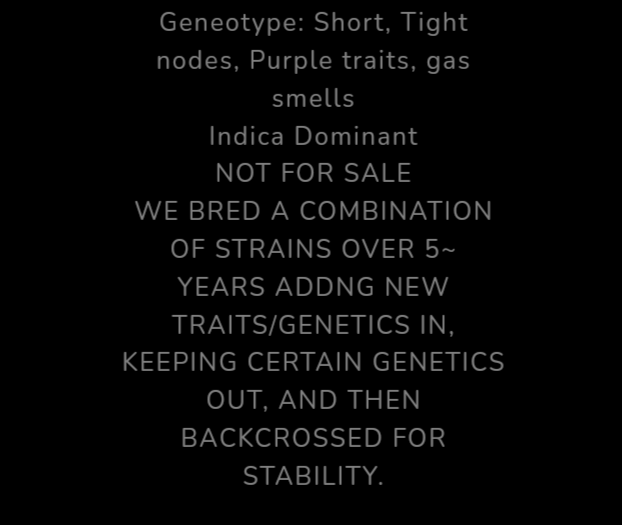 Geneotype: Short, Tight
nodes, Purple traits, gas
smells
Indica Dominant
NOT FOR SALE
WE BRED A COMBINATION
OF STRAINS OVER 5~
YEARS ADDNG NEW
TRAITS/GENETICS IN,
KEEPING CERTAIN GENETICS
OUT, AND THEN
BACKCROSSED FOR
STABILITY.